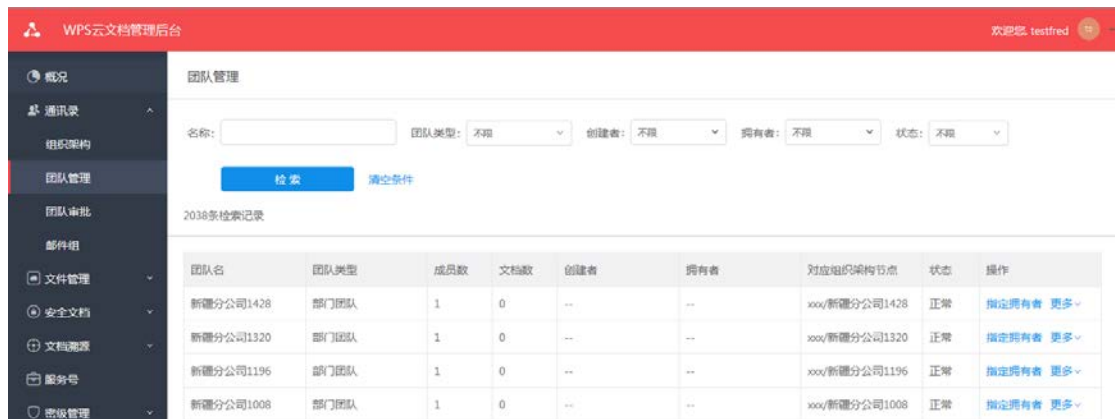 WPS云文档管理后台
欢迎您, testfred
概况
通讯录
组织架构
团队管理
团队审批
邮件组
文件管理
安全文档
文档溯源
服务号
密级管理
团队管理
名称: 团队类型: 不限 创建者: 不限 拥有者: 不限 状态: 不限
检索 清空条件
2038条检索记录
团队名 团队类型 成员数 文档数 创建者 拥有者 对应组织架构节点 状态 操作
新疆分公司1428 部门团队 1 0 -- -- xxx/新疆分公司1428 正常 指定拥有者 更多
新疆分公司1320 部门团队 1 0 -- -- xxx/新疆分公司1320 正常 指定拥有者 更多
新疆分公司1196 部门团队 1 0 -- -- xxx/新疆分公司1196 正常 指定拥有者 更多
新疆分公司1008 部门团队 1 0 -- -- xxx/新疆分公司1008 正常 指定拥有者 更多